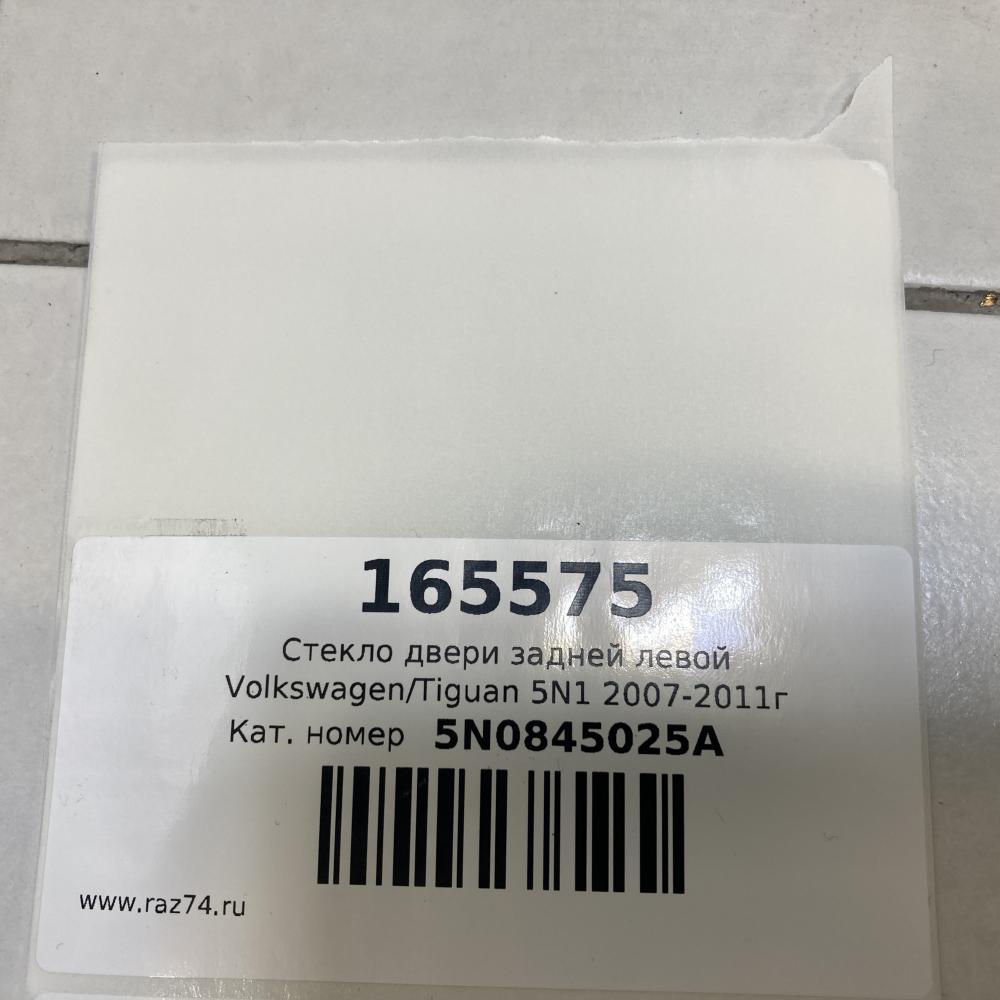 165575
Стекло двери задней левой
Volkswagen/Tiguan 5N1 2007-2011г
Кат. номер 5N0845025A
www.raz74.ru